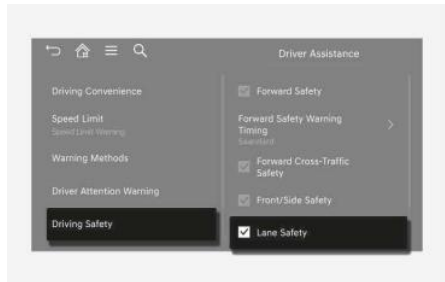 Driver Assistance
Driving Convenience
Speed Limit
Speed Limit Warning
Warning Methods
Driver Attention Warning
Driving Safety
Forward Safety
Forward Safety Warning
Timing
Standard
Forward Cross-Traffic
Safety
Front/Side Safety
Lane Safety